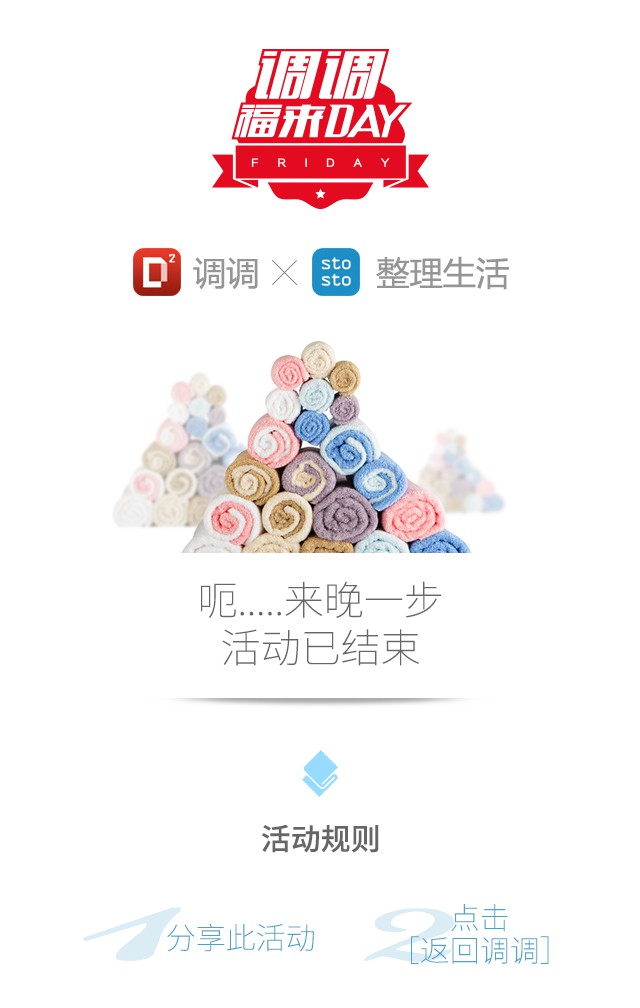 调调
福来DAY
FRIDAY
D² 调调 × sto sto 整理生活
呃.....来晚一步
活动已结束
活动规则
1 分享此活动
2 点击
[返回调调]